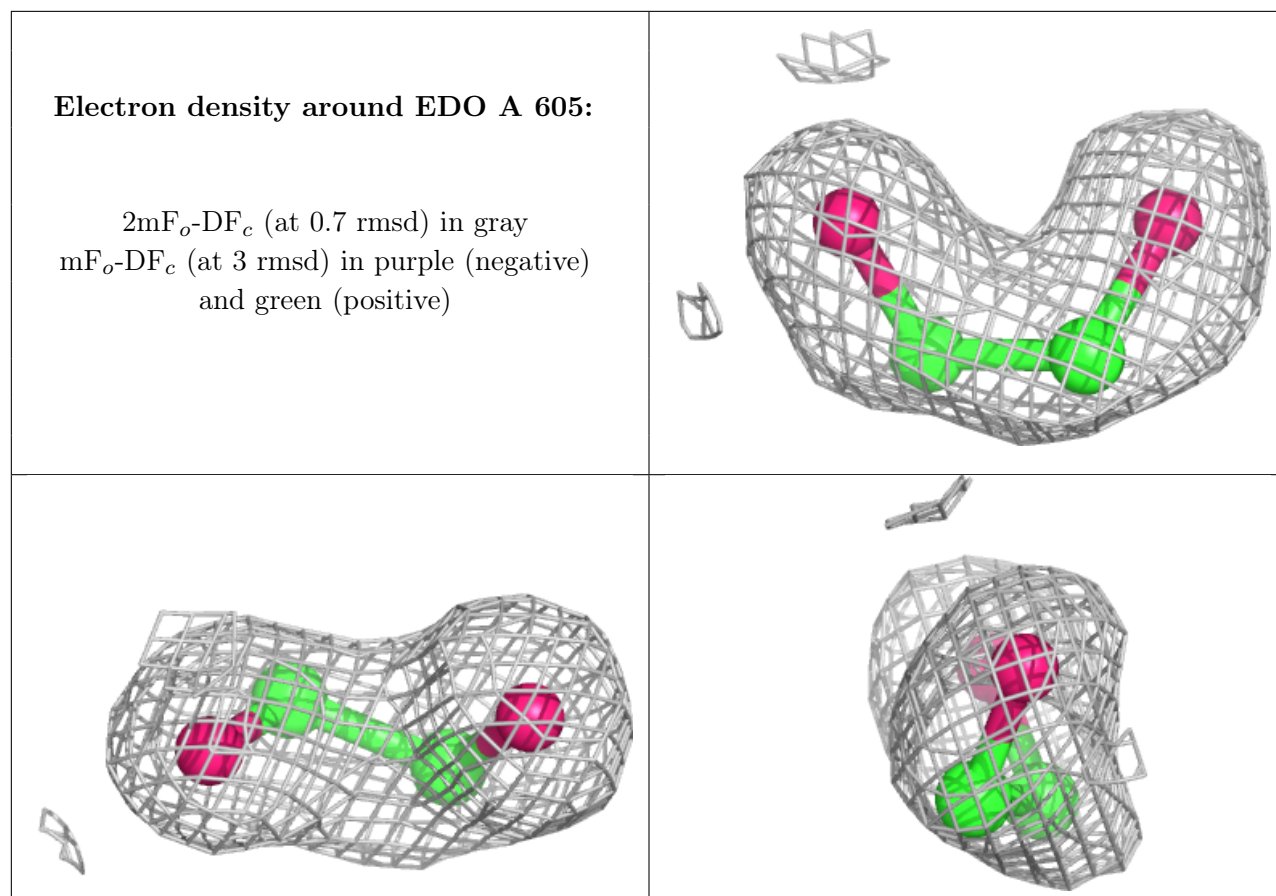 Electron density around EDO A 605:
2mFo-DFc (at 0.7 rmsd) in gray
mFo-DFc (at 3 rmsd) in purple (negative)
and green (positive)